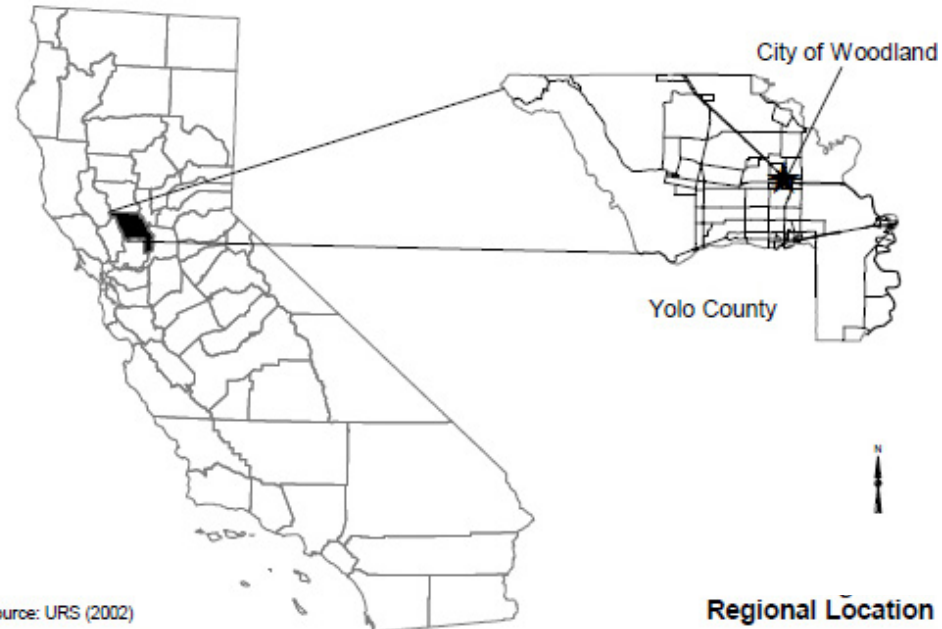 City of Woodland
Yolo County
N
ource: URS (2002)
Regional Location